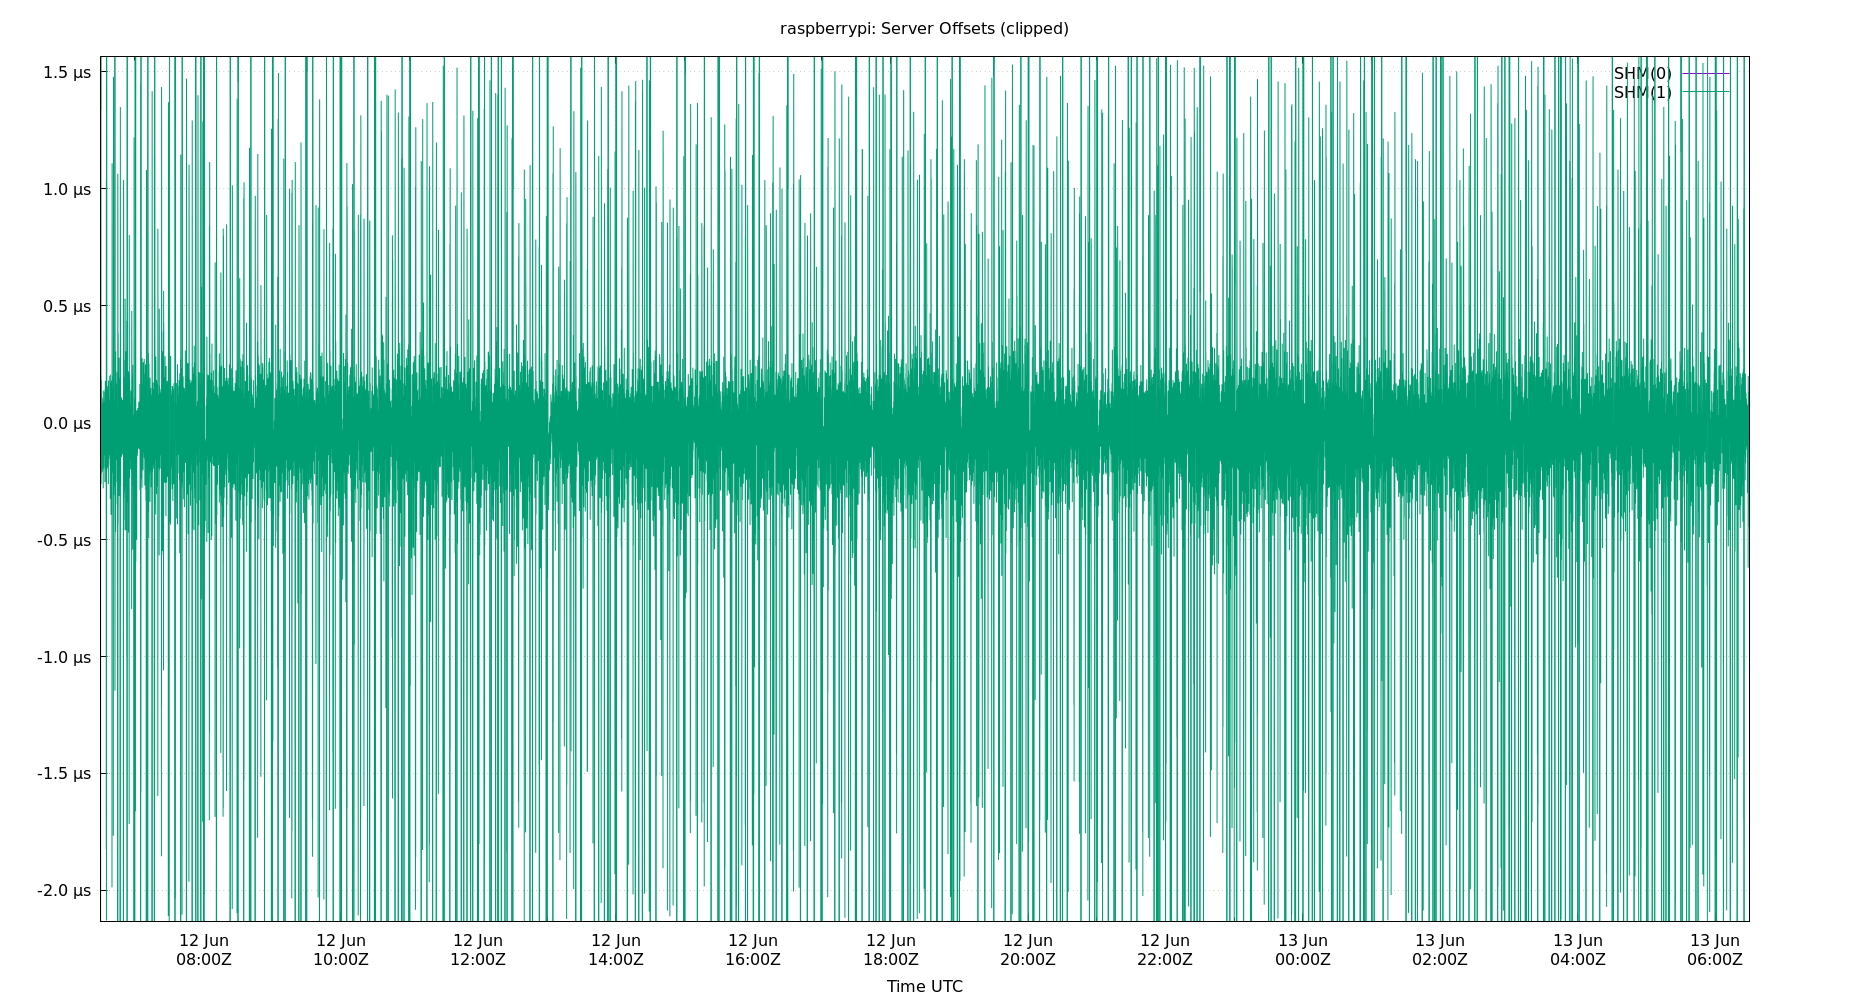 raspberrypi: Server Offsets (clipped)
1.5 µs
1.0 µs
0.5 µs
0.0 µs
-0.5 µs
-1.0 µs
-1.5 µs
-2.0 µs
SHM(0)
SHM(1)
12 Jun 12 Jun 12 Jun 12 Jun 12 Jun 12 Jun 12 Jun 12 Jun 13 Jun 13 Jun 13 Jun 13 Jun
08:00Z 10:00Z 12:00Z 14:00Z 16:00Z 18:00Z 20:00Z 22:00Z 00:00Z 02:00Z 04:00Z 06:00Z
Time UTC